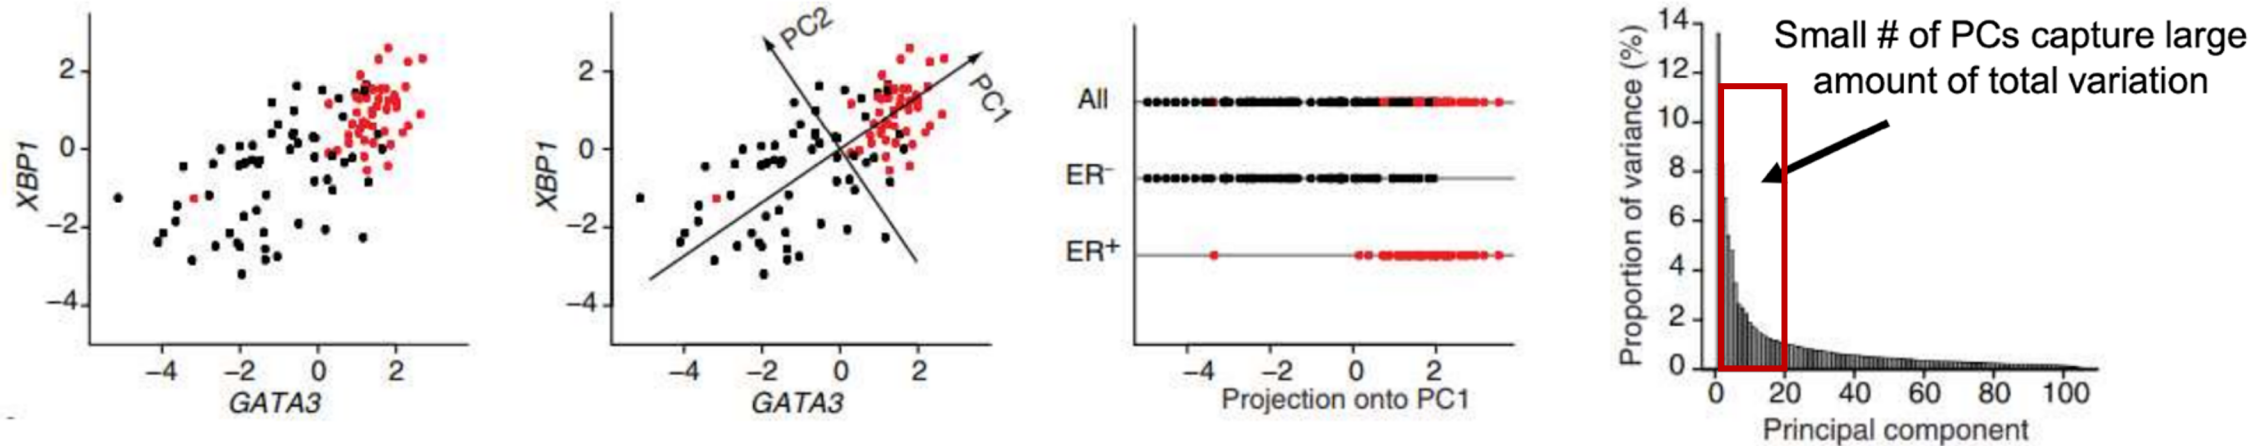 2
0
−2
−4
XBP1
−4
−2
0
2
GATA3
2
0
−2
−4
XBP1
PC2
PC1
−4
−2
0
2
GATA3
All
ER−
ER+
−4
−2
0
2
Projection onto PC1
Proportion of variance (%)
14
12
10
8
6
4
2
0
Small # of PCs capture large
amount of total variation
0
20
40
60
80
100
Principal component